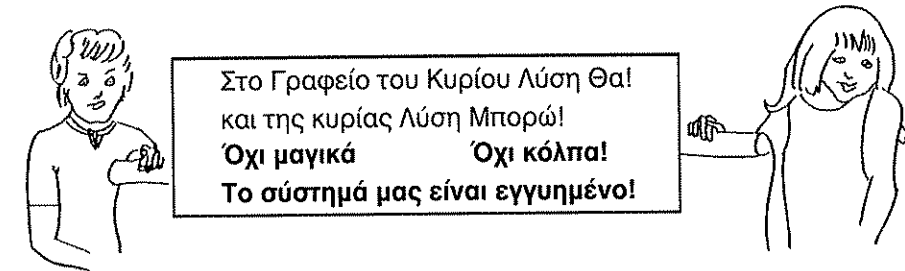 Στο Γραφείο του Κυρίου Λύση Θα!
και της κυρίας Λύση Μπορώ!
Όχι μαγικά Όχι κόλπα!
Το σύστημά μας είναι εγγυημένο!